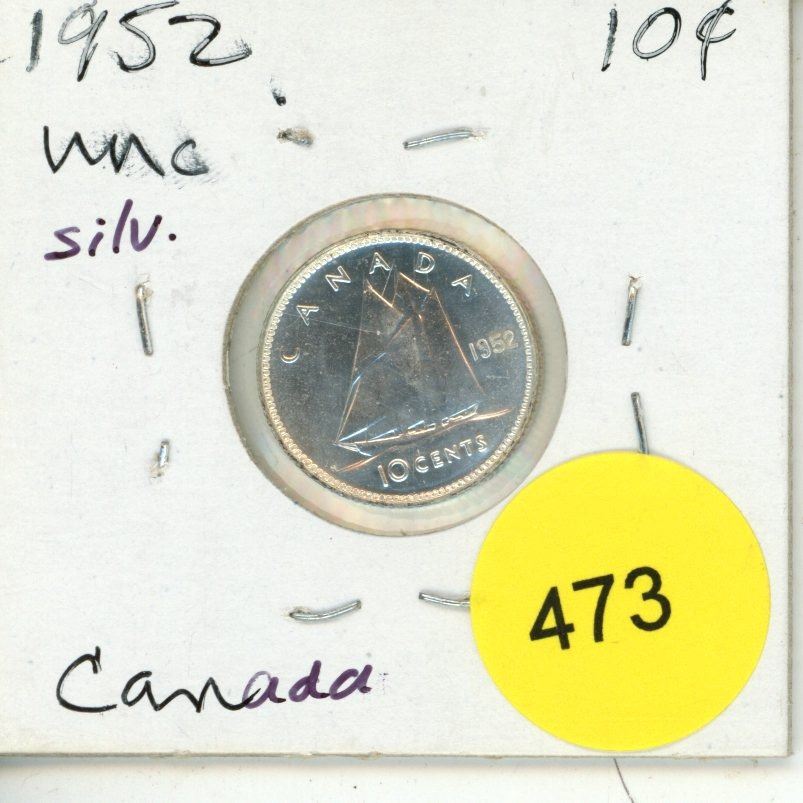 1952 10¢
unc
silv.
CANADA
1952
10 CENTS
473
Canada